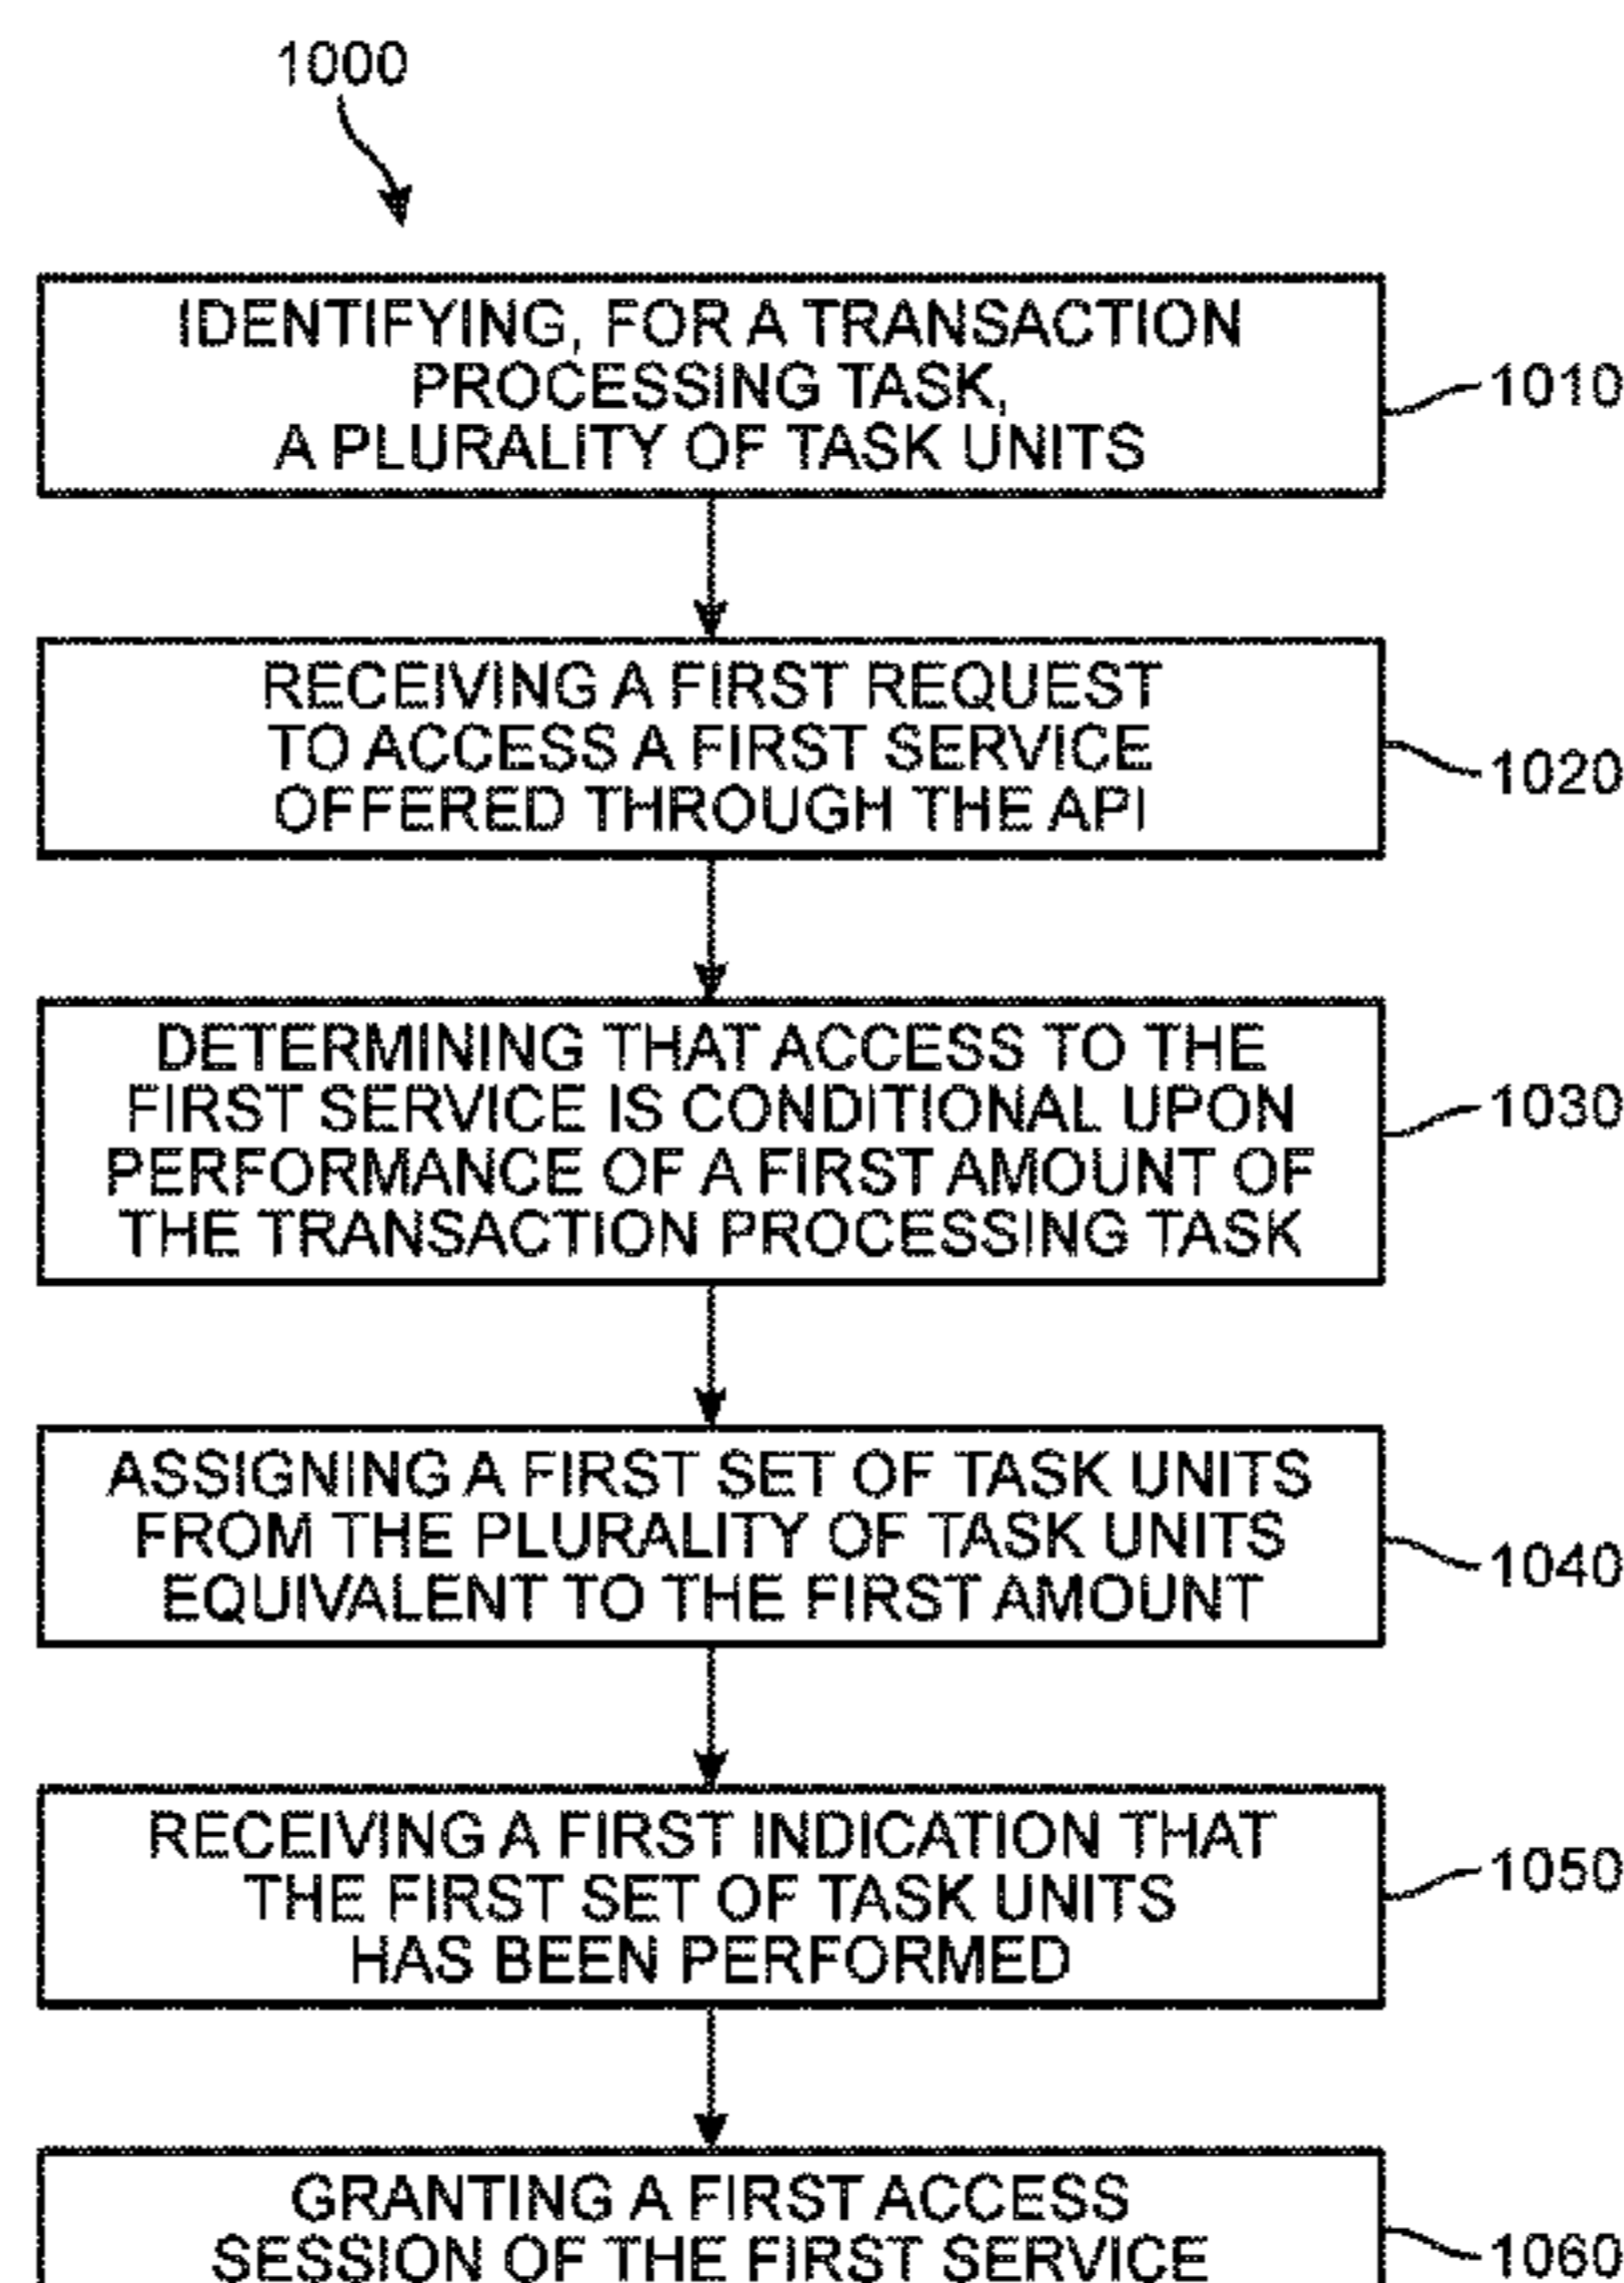 1000
IDENTIFYING, FOR A TRANSACTION
PROCESSING TASK,
A PLURALITY OF TASK UNITS
1010
RECEIVING A FIRST REQUEST
TO ACCESS A FIRST SERVICE
OFFERED THROUGH THE API
1020
DETERMINING THAT ACCESS TO THE
FIRST SERVICE IS CONDITIONAL UPON
PERFORMANCE OF A FIRST AMOUNT OF
THE TRANSACTION PROCESSING TASK
1030
ASSIGNING A FIRST SET OF TASK UNITS
FROM THE PLURALITY OF TASK UNITS
EQUIVALENT TO THE FIRST AMOUNT
1040
RECEIVING A FIRST INDICATION THAT
THE FIRST SET OF TASK UNITS
HAS BEEN PERFORMED
1050
GRANTING A FIRST ACCESS
SESSION OF THE FIRST SERVICE
1060